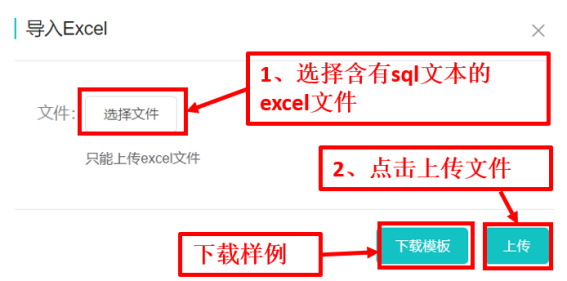 导入Excel
1、选择含有sql文本的
excel文件
文件:
选择文件
只能上传excel文件
2、点击上传文件
下载样例
下载模板
上传